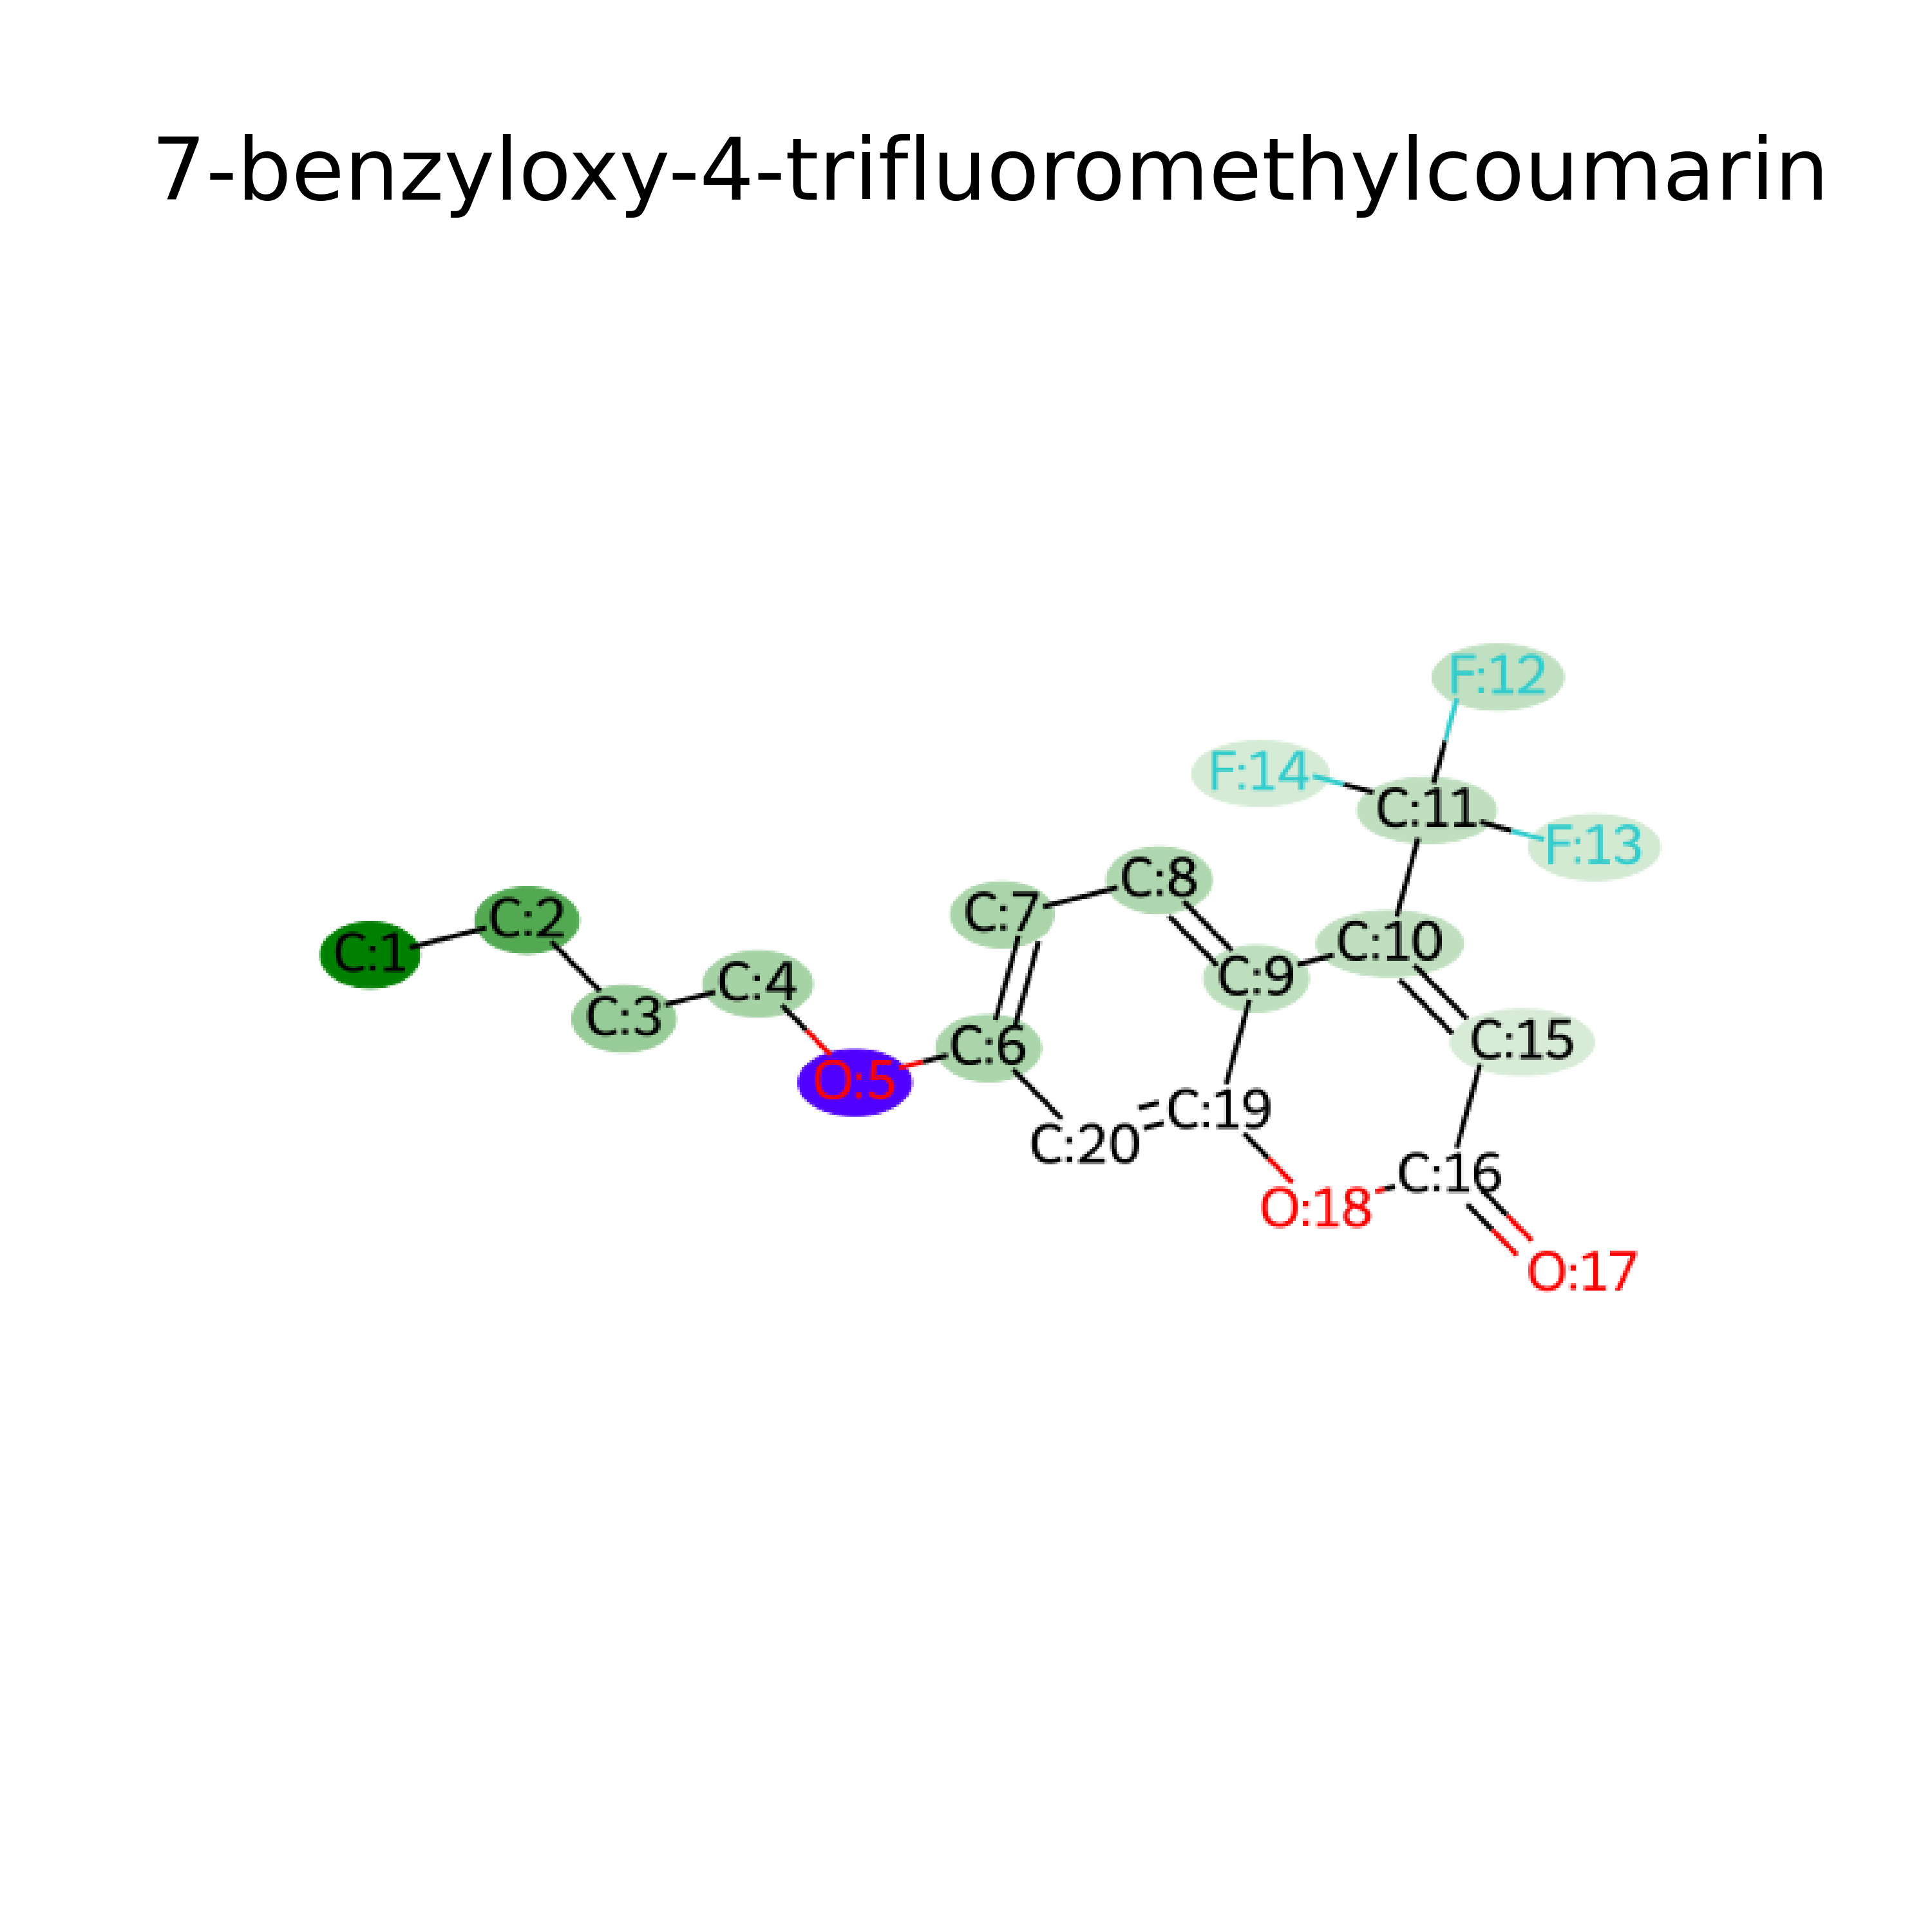 7-benzyloxy-4-trifluoromethylcoumarin
F:12
F:14
C:11
F:13
C:8
C:7
C:2
C:10
C:1
C:9
C:4
C:3
C:6
C:15
O:5
C:19
C:20
C:16
O:18
O:17